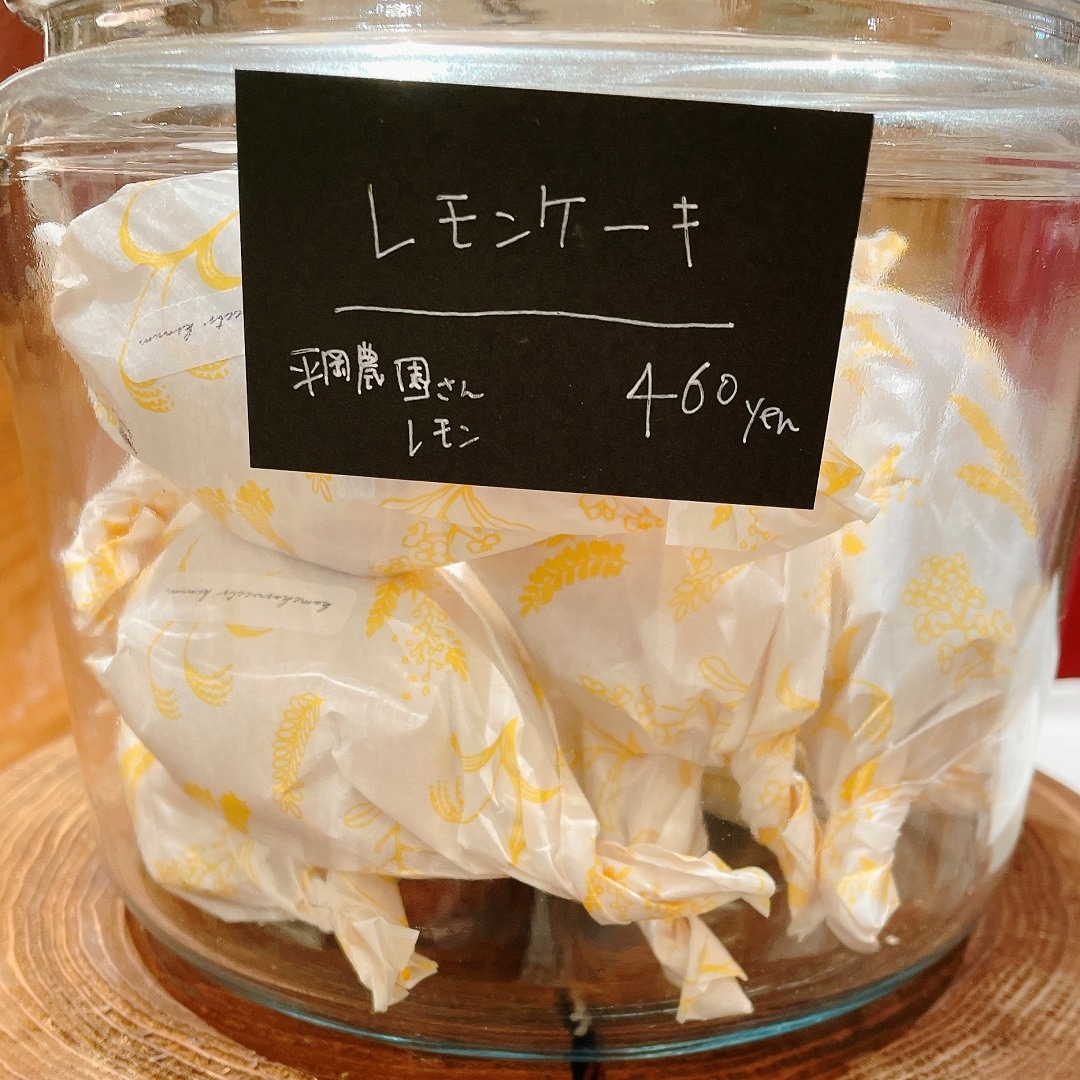 レモンケーキ
平岡農園さん
レモン
460 yen